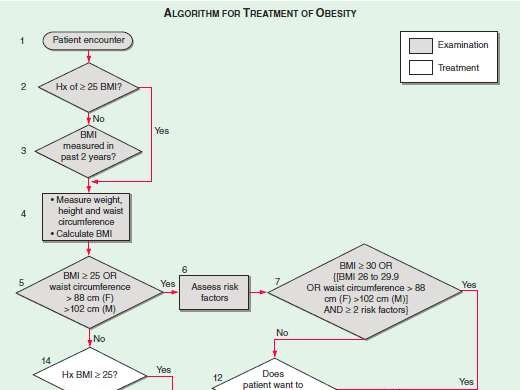 ALGORITHM FOR TREATMENT OF OBESITY
Examination
Treatment
1
Patient encounter
2
Hx of ≥ 25 BMI?
No
Yes
3
BMI
measured in
past 2 years?
4
• Measure weight,
height and waist
circumference
• Calculate BMI
5
BMI ≥ 25 OR
waist circumference
> 88 cm (F)
>102 cm (M)
Yes
6
Assess risk
factors
7
BMI ≥ 30 OR
{[BMI 26 to 29.9
OR waist circumference > 88
cm (F) >102 cm (M)]
AND ≥ 2 risk factors}
Yes
No
No
14
Hx BMI ≥ 25?
Yes
12
Does
patient want to
Yes